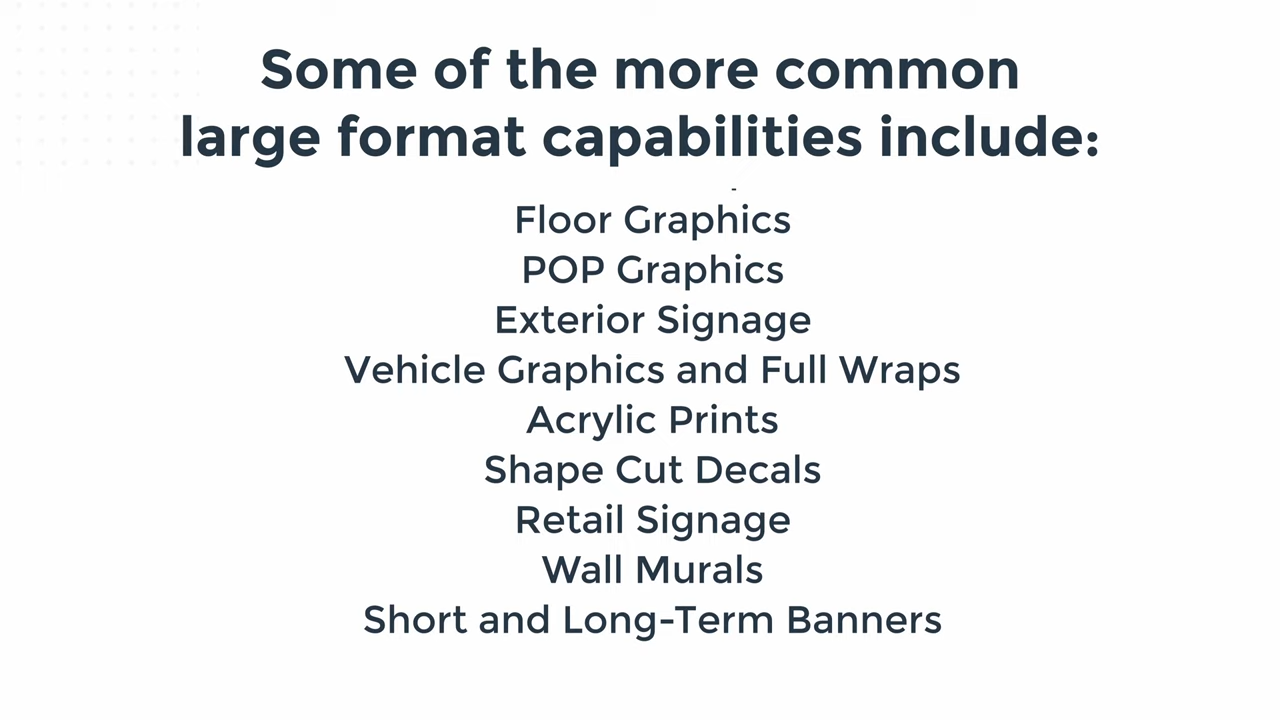 Some of the more common
large format capabilities include:
-
Floor Graphics
POP Graphics
Exterior Signage
Vehicle Graphics and Full Wraps
Acrylic Prints
Shape Cut Decals
Retail Signage
Wall Murals
Short and Long-Term Banners